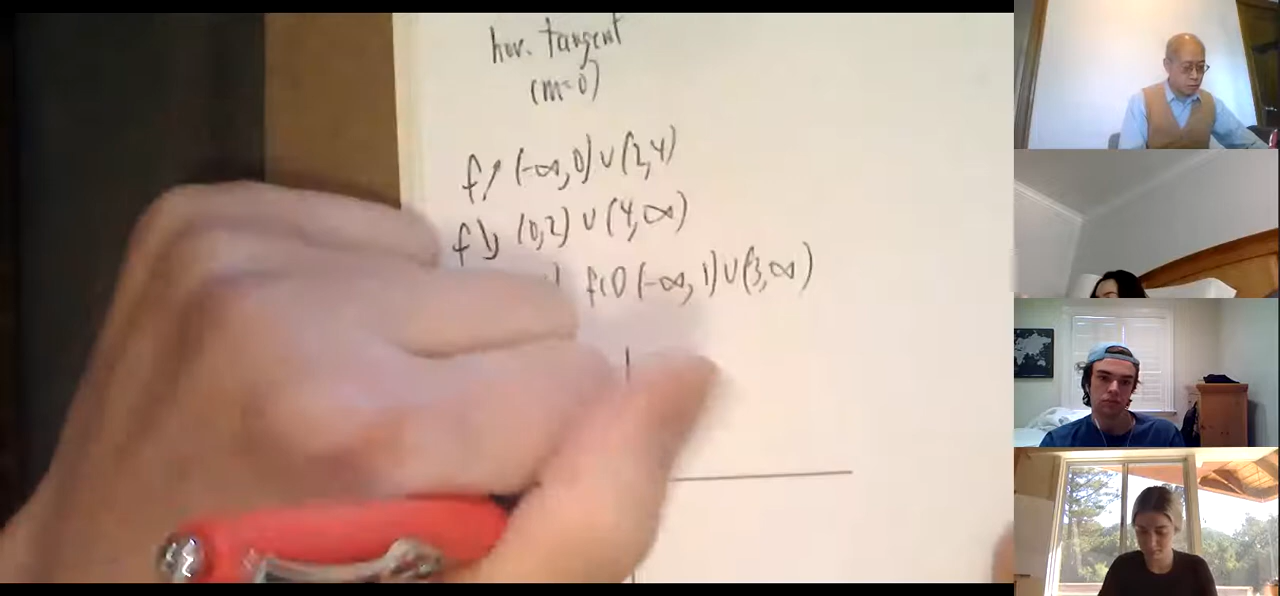 hor. tangent
(m=0)
f ↗ (-∞,0) ∪ (2,4)
f ↘ (0,2) ∪ (4,∞)
f (-∞,1) ∪ (3,∞)